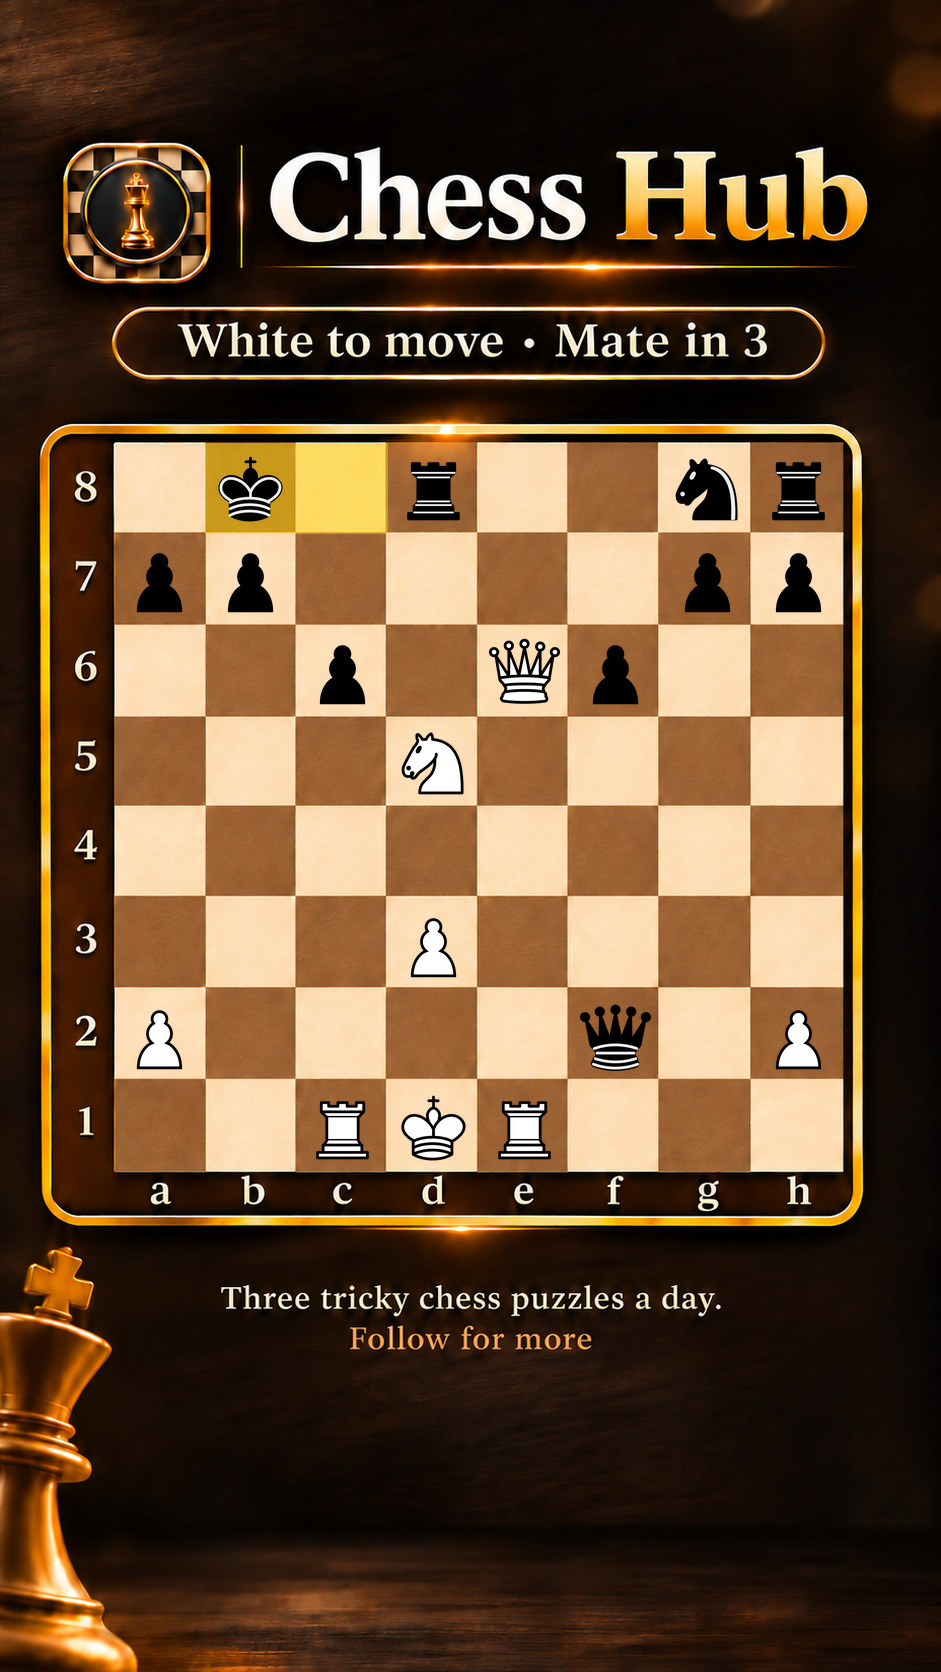 Chess Hub
White to move • Mate in 3
8
7
6
5
4
3
2
1
a b c d e f g h
Three tricky chess puzzles a day.
Follow for more